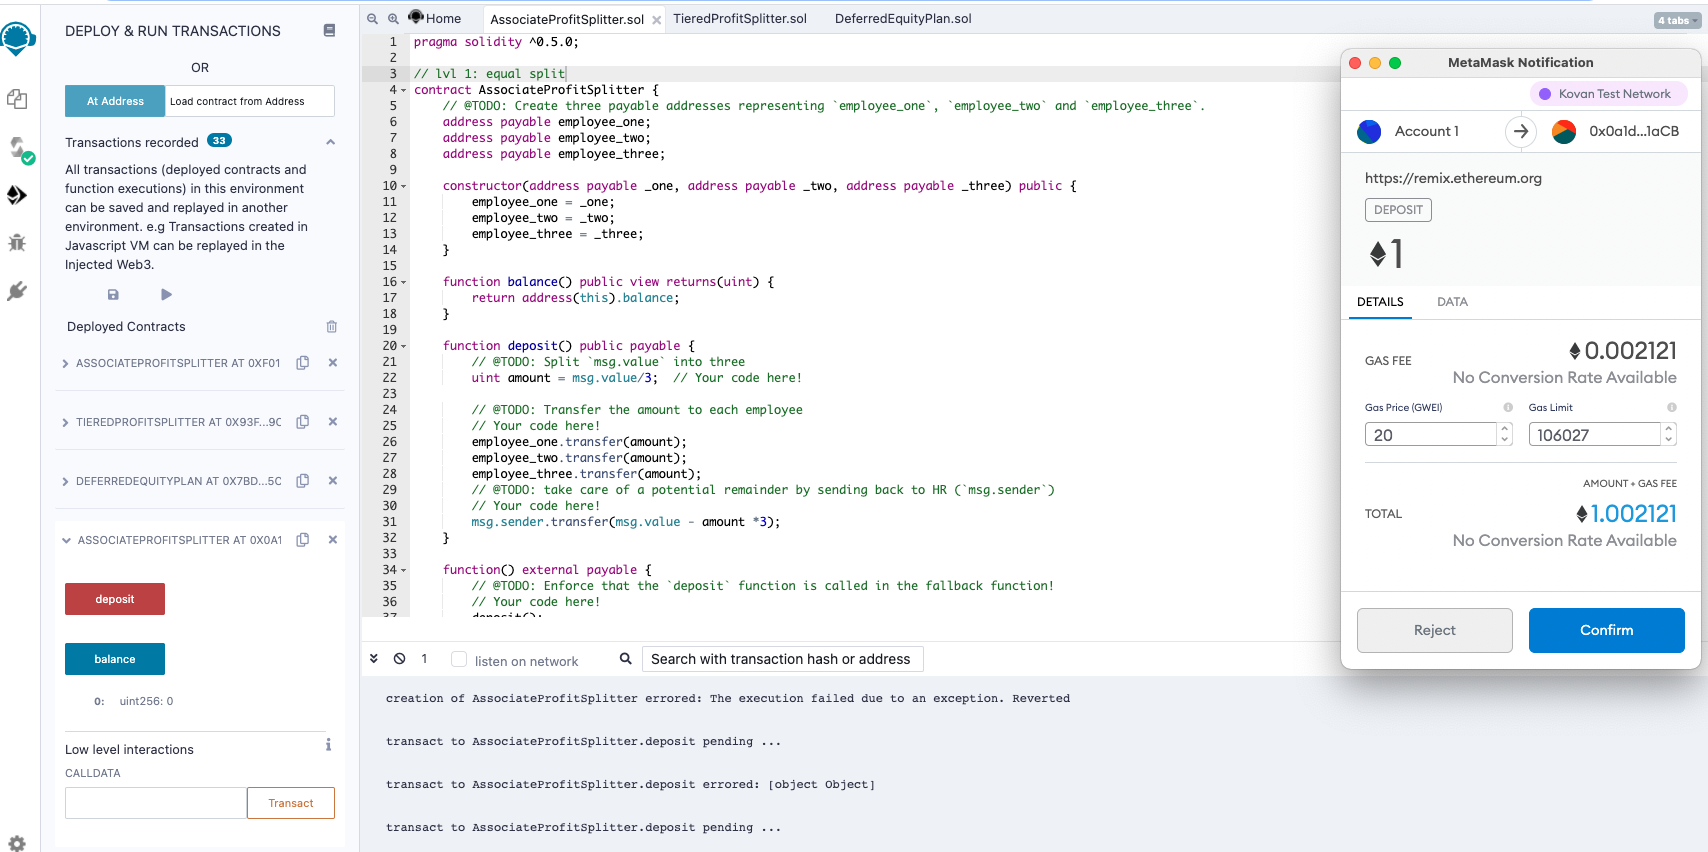 DEPLOY & RUN TRANSACTIONS
OR
At Address
Load contract from Address
Transactions recorded 33
All transactions (deployed contracts and
function executions) in this environment
can be saved and replayed in another
environment. e.g Transactions created in
Javascript VM can be replayed in the
Injected Web3.
Deployed Contracts
ASSOCIATEPROFITSPLITTER AT 0XF01
TIEREDPROFITSPLITTER AT 0X93F...9C
DEFERREDEQUITYPLAN AT 0X7BD...5C
ASSOCIATEPROFITSPLITTER AT 0X0A1
deposit
balance
0: uint256: 0
Low level interactions
CALLDATA
Transact
Home
AssociateProfitSplitter.sol
TieredProfitSplitter.sol
DeferredEquityPlan.sol
4 tabs
1 pragma solidity ^0.5.0;
2
3 // lvl 1: equal split
4 contract AssociateProfitSplitter {
5 // @TODO: Create three payable addresses representing `employee_one`, `employee_two` and `employee_three`.
6 address payable employee_one;
7 address payable employee_two;
8 address payable employee_three;
9
10 constructor(address payable _one, address payable _two, address payable _three) public {
11 employee_one = _one;
12 employee_two = _two;
13 employee_three = _three;
14 }
15
16 function balance() public view returns(uint) {
17 return address(this).balance;
18 }
19
20 function deposit() public payable {
21 // @TODO: Split `msg.value` into three
22 uint amount = msg.value/3; // Your code here!
23
24 // @TODO: Transfer the amount to each employee
25 // Your code here!
26 employee_one.transfer(amount);
27 employee_two.transfer(amount);
28 employee_three.transfer(amount);
29 // @TODO: take care of a potential remainder by sending back to HR (`msg.sender`)
30 // Your code here!
31 msg.sender.transfer(msg.value - amount *3);
32 }
33
34 function() external payable {
35 // @TODO: Enforce that the `deposit` function is called in the fallback function!
36 // Your code here!
37 deposit();
1
listen on network
Search with transaction hash or address
creation of AssociateProfitSplitter errored: The execution failed due to an exception. Reverted
transact to AssociateProfitSplitter.deposit pending ...
transact to AssociateProfitSplitter.deposit errored: [object Object]
transact to AssociateProfitSplitter.deposit pending ...
MetaMask Notification
Kovan Test Network
Account 1
0x0a1d...1aCB
https://remix.ethereum.org
DEPOSIT
1
DETAILS
DATA
GAS FEE
0.002121
No Conversion Rate Available
Gas Price (GWEI)
Gas Limit
20
106027
AMOUNT + GAS FEE
TOTAL
1.002121
No Conversion Rate Available
Reject
Confirm